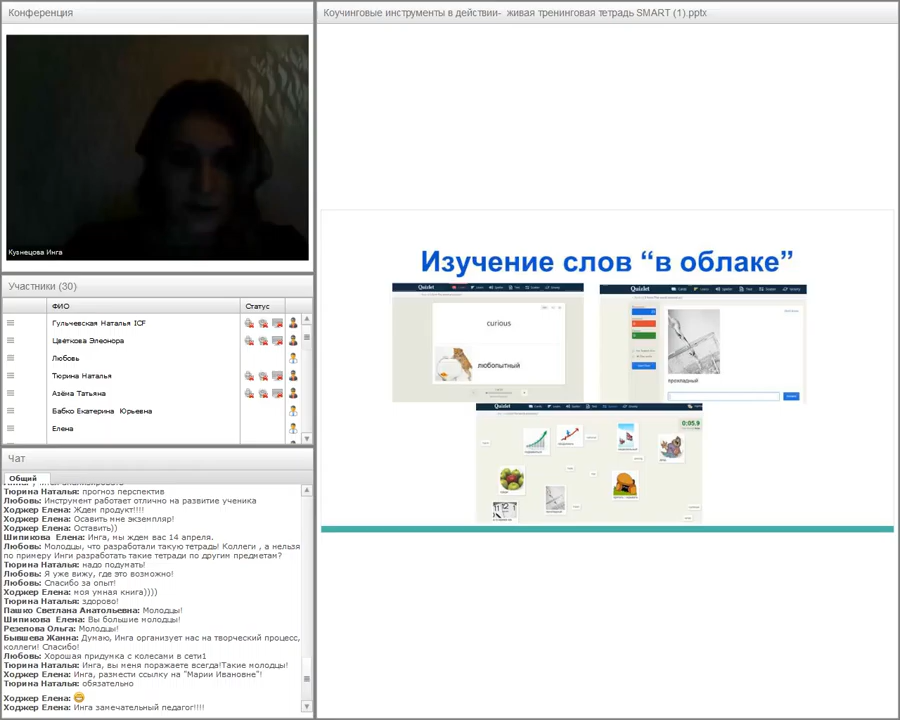 Конференция
Кузнецова Инга
Участники (30)
ФИО
Статус
Гульчевская Наталья ICF
Цветкова Элеонора
Любовь
Тюрина Наталья
Азёма Татьяна
Бабко Екатерина Юрьевна
Елена
Чат
Общий
Тюрина Наталья: прогноз перспектив
Любовь: Инструмент работает отлично на развитие ученика
Ходжер Елена: Ждем продукт!!!!
Ходжер Елена: Осавить мне экземпляр!
Ходжер Елена: Оставить))
Шипикова Елена: Инга, мы ждем вас 14 апреля.
Любовь: Молодцы, что разработали такую тетрадь! Коллеги , а нельзя
по примеру Инги разработать такие тетради по другим предметам?
Тюрина Наталья: надо подумать!
Любовь: Я уже вижу, где это возможно!
Любовь: Спасибо за опыт!
Ходжер Елена: моя умная книга))))
Тюрина Наталья: здорово!
Пашко Светлана Анатольевна: Молодцы!
Шипикова Елена: Вы большие молодцы!
Резепова Ольга: Молодцы!
Бывшева Жанна: Думаю, Инга организует нас на творческий процесс,
коллеги! Спасибо!
Любовь: Хорошая придумка с колесами в сети1
Тюрина Наталья: Инга, вы меня поражаете всегда!Такие молодцы!
Ходжер Елена: Инга, размести ссылку на "Марии Ивановне"!
Тюрина Наталья: обязательно
Ходжер Елена:
Ходжер Елена: Инга замечательный педагог!!!!
Коучинговые инструменты в действии- живая тренинговая тетрадь SMART (1).pptx
Изучение слов “в облаке”
Quizlet
curious
любопытный
Quizlet
прохладный
Quizlet
0:05.9